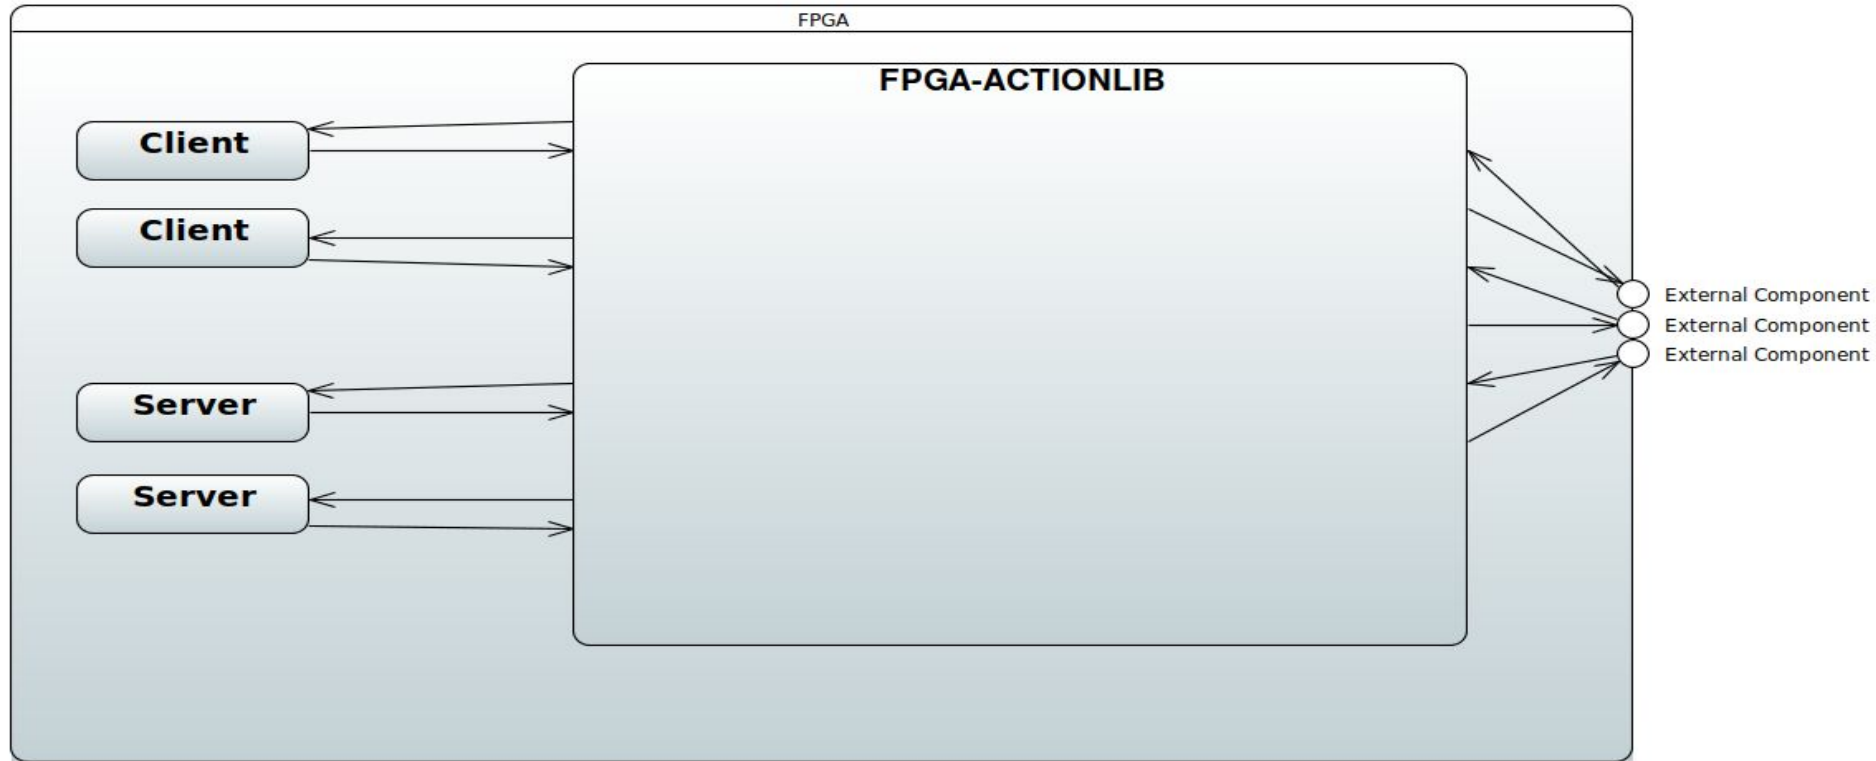 FPGA
FPGA-ACTIONLIB
Client
Client
External Component
External Component
External Component
Server
Server